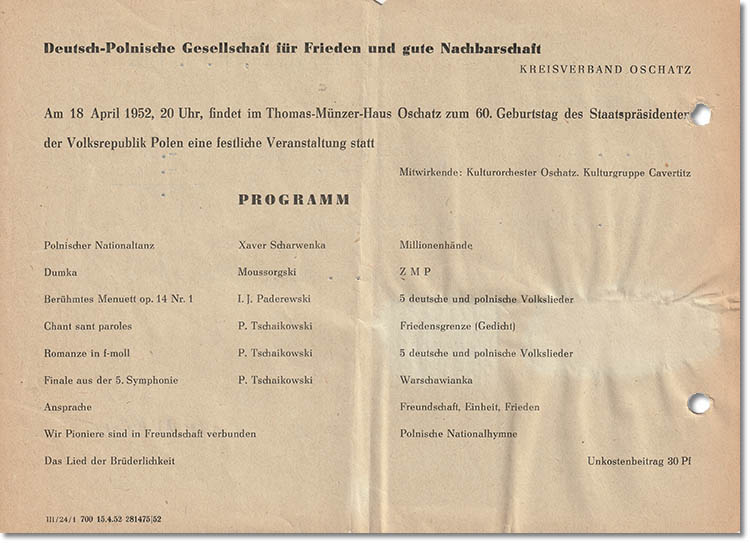 Deutsch-Polnische Gesellschaft für Frieden und gute Nachbarschaft
KREISVERBAND OSCHATZ
Am 18 April 1952, 20 Uhr, findet im Thomas-Münzer-Haus Oschatz zum 60. Geburtstag des Staatspräsidenten
der Volksrepublik Polen eine festliche Veranstaltung statt
Mitwirkende: Kulturorchester Oschatz. Kulturgruppe Cavertitz
PROGRAMM
Polnischer Nationaltanz Xaver Scharwenka
Dumka Moussorgski
Berühmtes Menuett op. 14 Nr. 1 I. J. Paderewski
Chant sant paroles P. Tschaikowski
Romanze in f-moll P. Tschaikowski
Finale aus der 5. Symphonie P. Tschaikowski
Ansprache
Wir Pioniere sind in Freundschaft verbunden
Das Lied der Brüderlichkeit
Millionenhände
Z M P
5 deutsche und polnische Volkslieder
Friedensgrenze (Gedicht)
5 deutsche und polnische Volkslieder
Warschawianka
Freundschaft, Einheit, Frieden
Polnische Nationalhymne
Unkostenbeitrag 30 Pf
III/24/1 700 15.4.52 281475/52